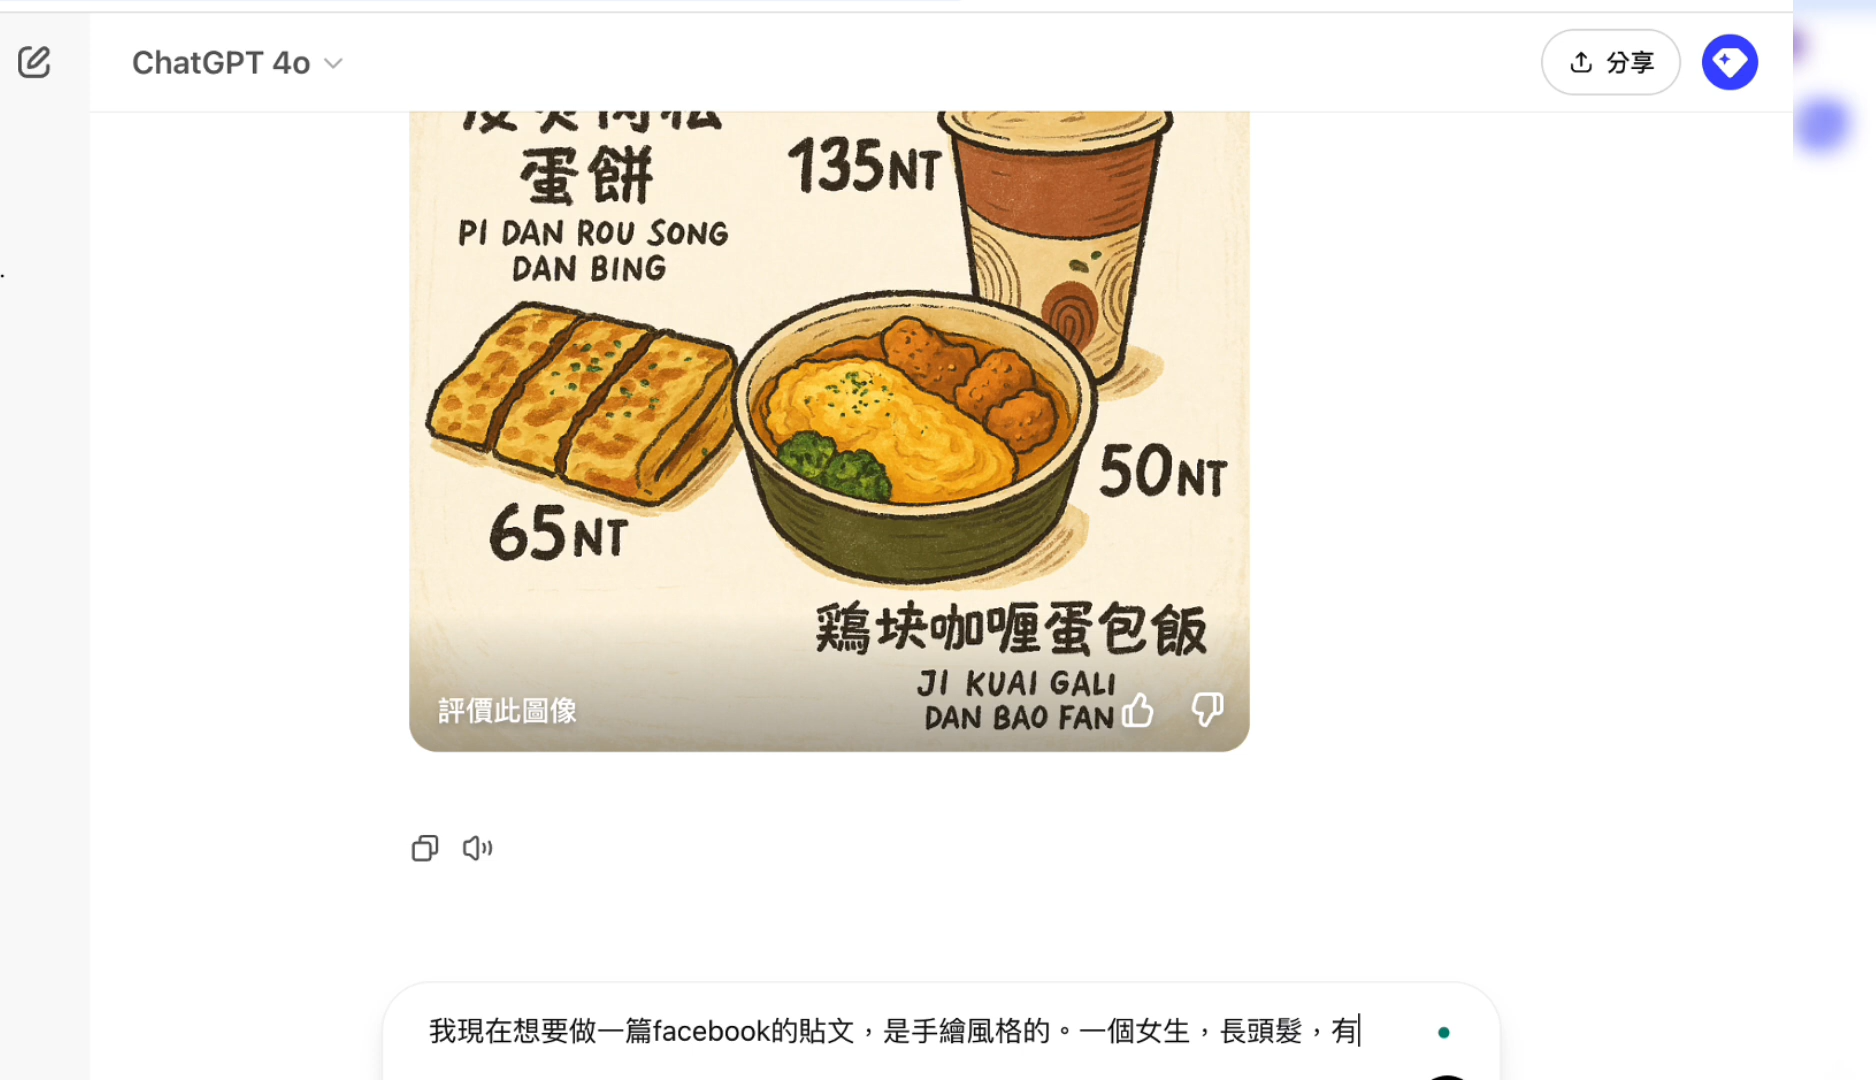 ChatGPT 4o
分享
蛋餅
PI DAN ROU SONG
DAN BING
135NT
65NT
50NT
鶏块咖喱蛋包飯
JI KUAI GALI
DAN BAO FAN
評價此圖像
我現在想要做一篇facebook的貼文，是手繪風格的。一個女生，長頭髮，有